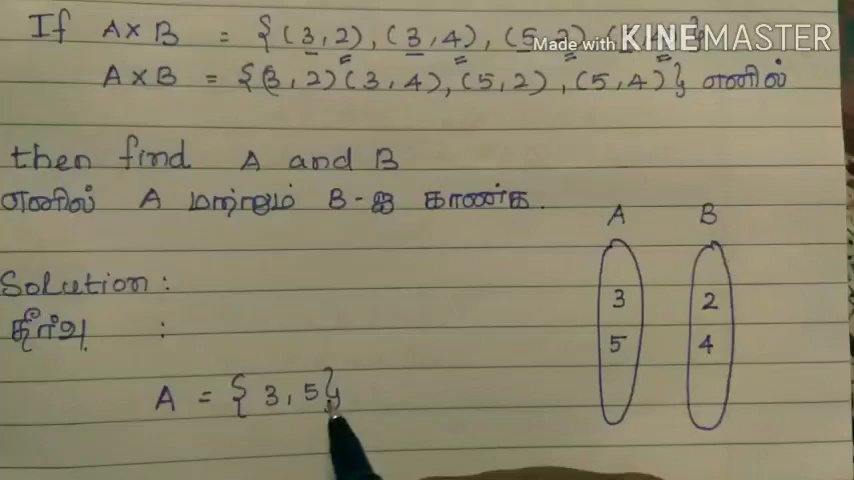 If A×B = {(3,2), (3,4), (5,2),
Made with KINEMASTER
A×B = {(3,2)(3,4),(5,2),(5,4)} எனில்
then find A and B
எனில் A மற்றும் B-ஐ காண்க.
A B
Solution:
3 2
தீர்வு :
5 4
A = {3,5}